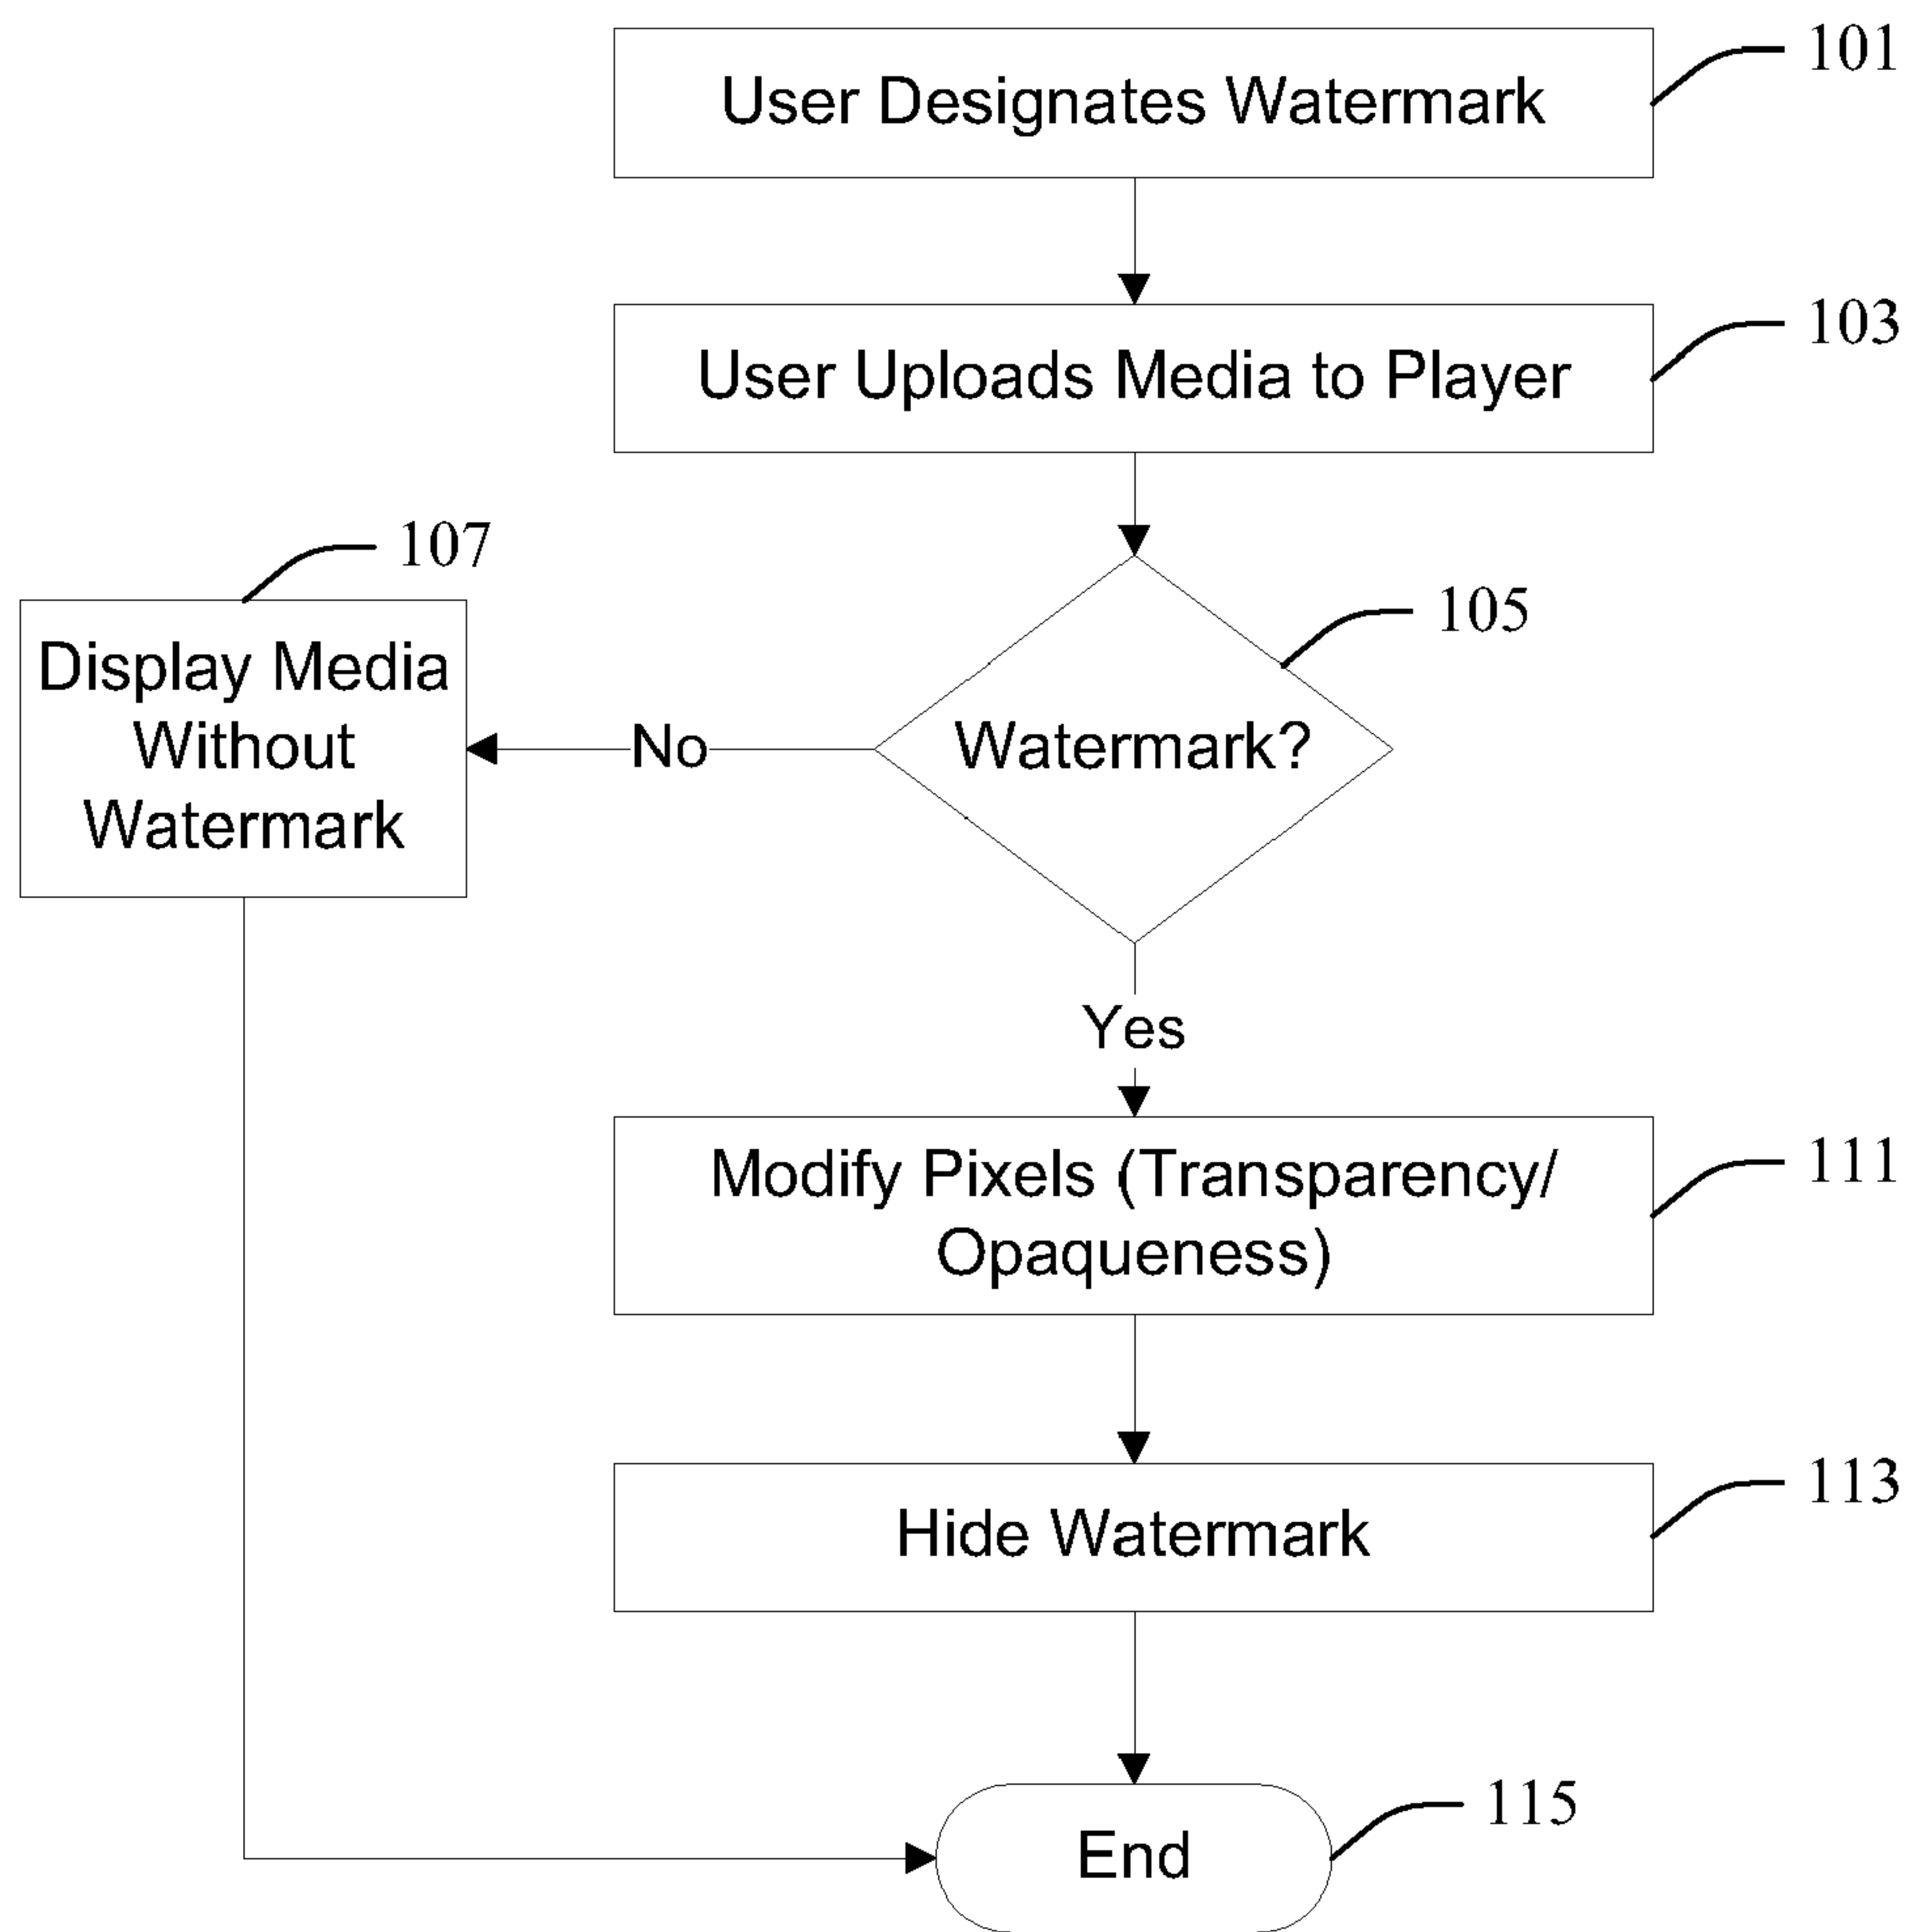 User Designates Watermark
101
User Uploads Media to Player
103
107
105
Display Media
Without
Watermark
No
Watermark?
Yes
Modify Pixels (Transparency/
Opaqueness)
111
Hide Watermark
113
End
115